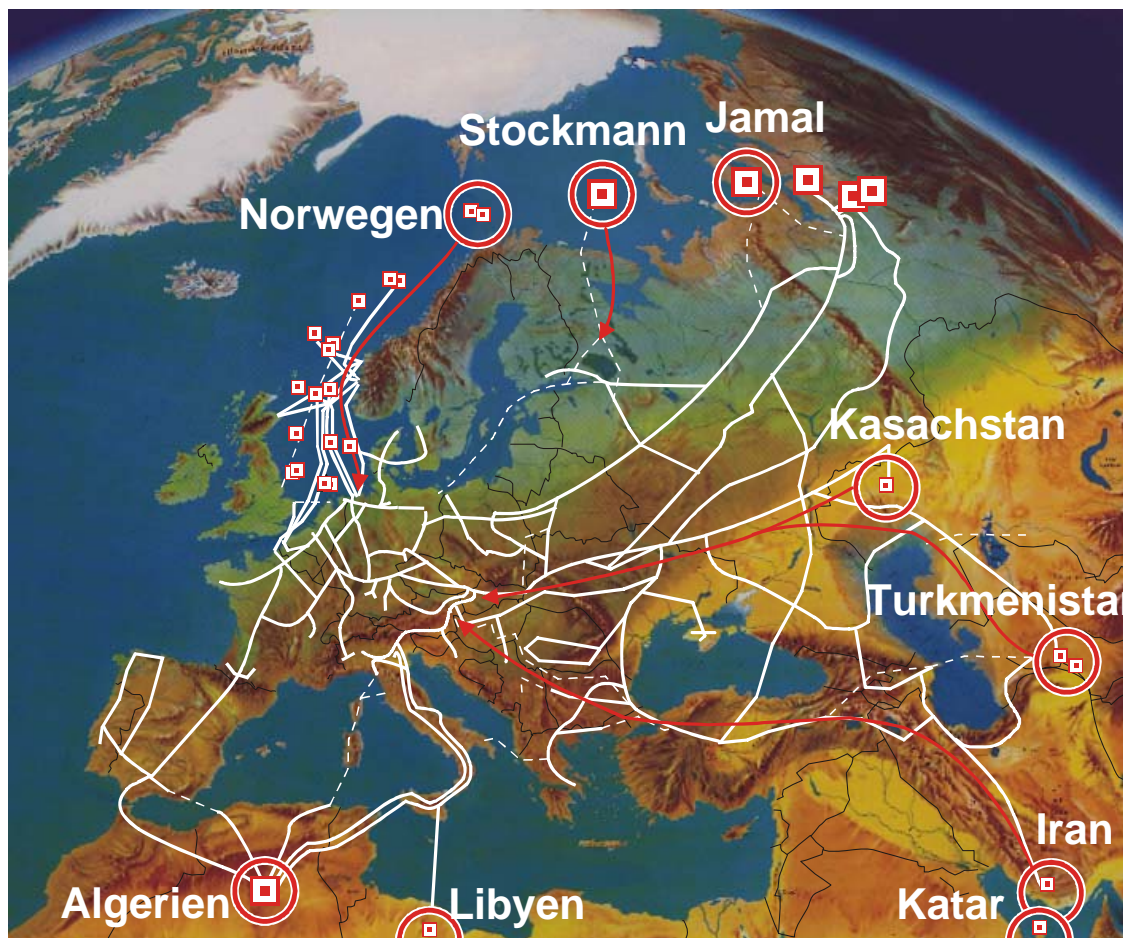 Stockmann
Jamal
Norwegen
Kasachstan
Turkmenistan
Iran
Algerien
Libyen
Katar